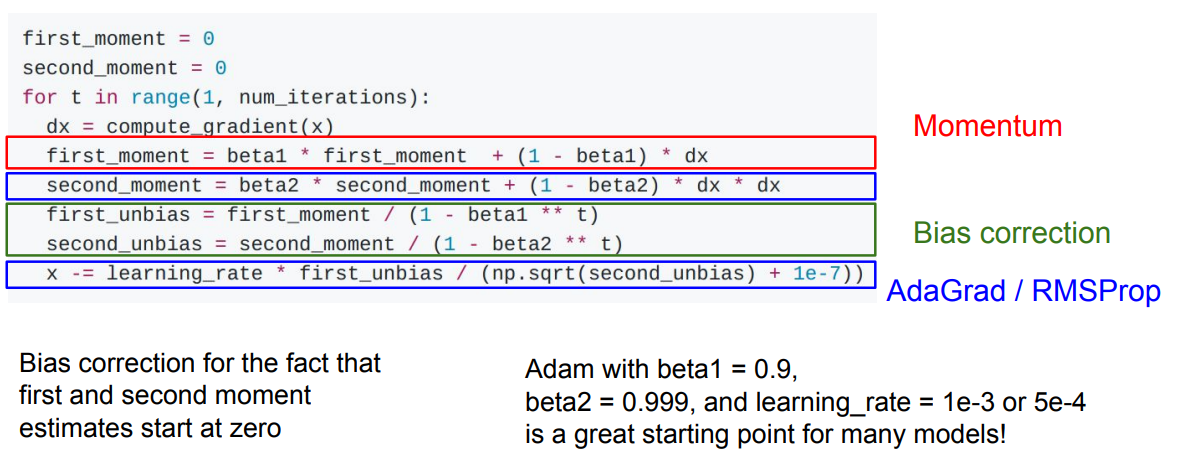 first_moment = 0
second_moment = 0
for t in range(1, num_iterations):
  dx = compute_gradient(x)
  first_moment = beta1 * first_moment  + (1 - beta1) * dx
Momentum
  second_moment = beta2 * second_moment + (1 - beta2) * dx * dx
  first_unbias = first_moment / (1 - beta1 ** t)
  second_unbias = second_moment / (1 - beta2 ** t)
Bias correction
  x -= learning_rate * first_unbias / (np.sqrt(second_unbias) + 1e-7))
AdaGrad / RMSProp
Bias correction for the fact that
first and second moment
estimates start at zero
Adam with beta1 = 0.9,
beta2 = 0.999, and learning_rate = 1e-3 or 5e-4
is a great starting point for many models!